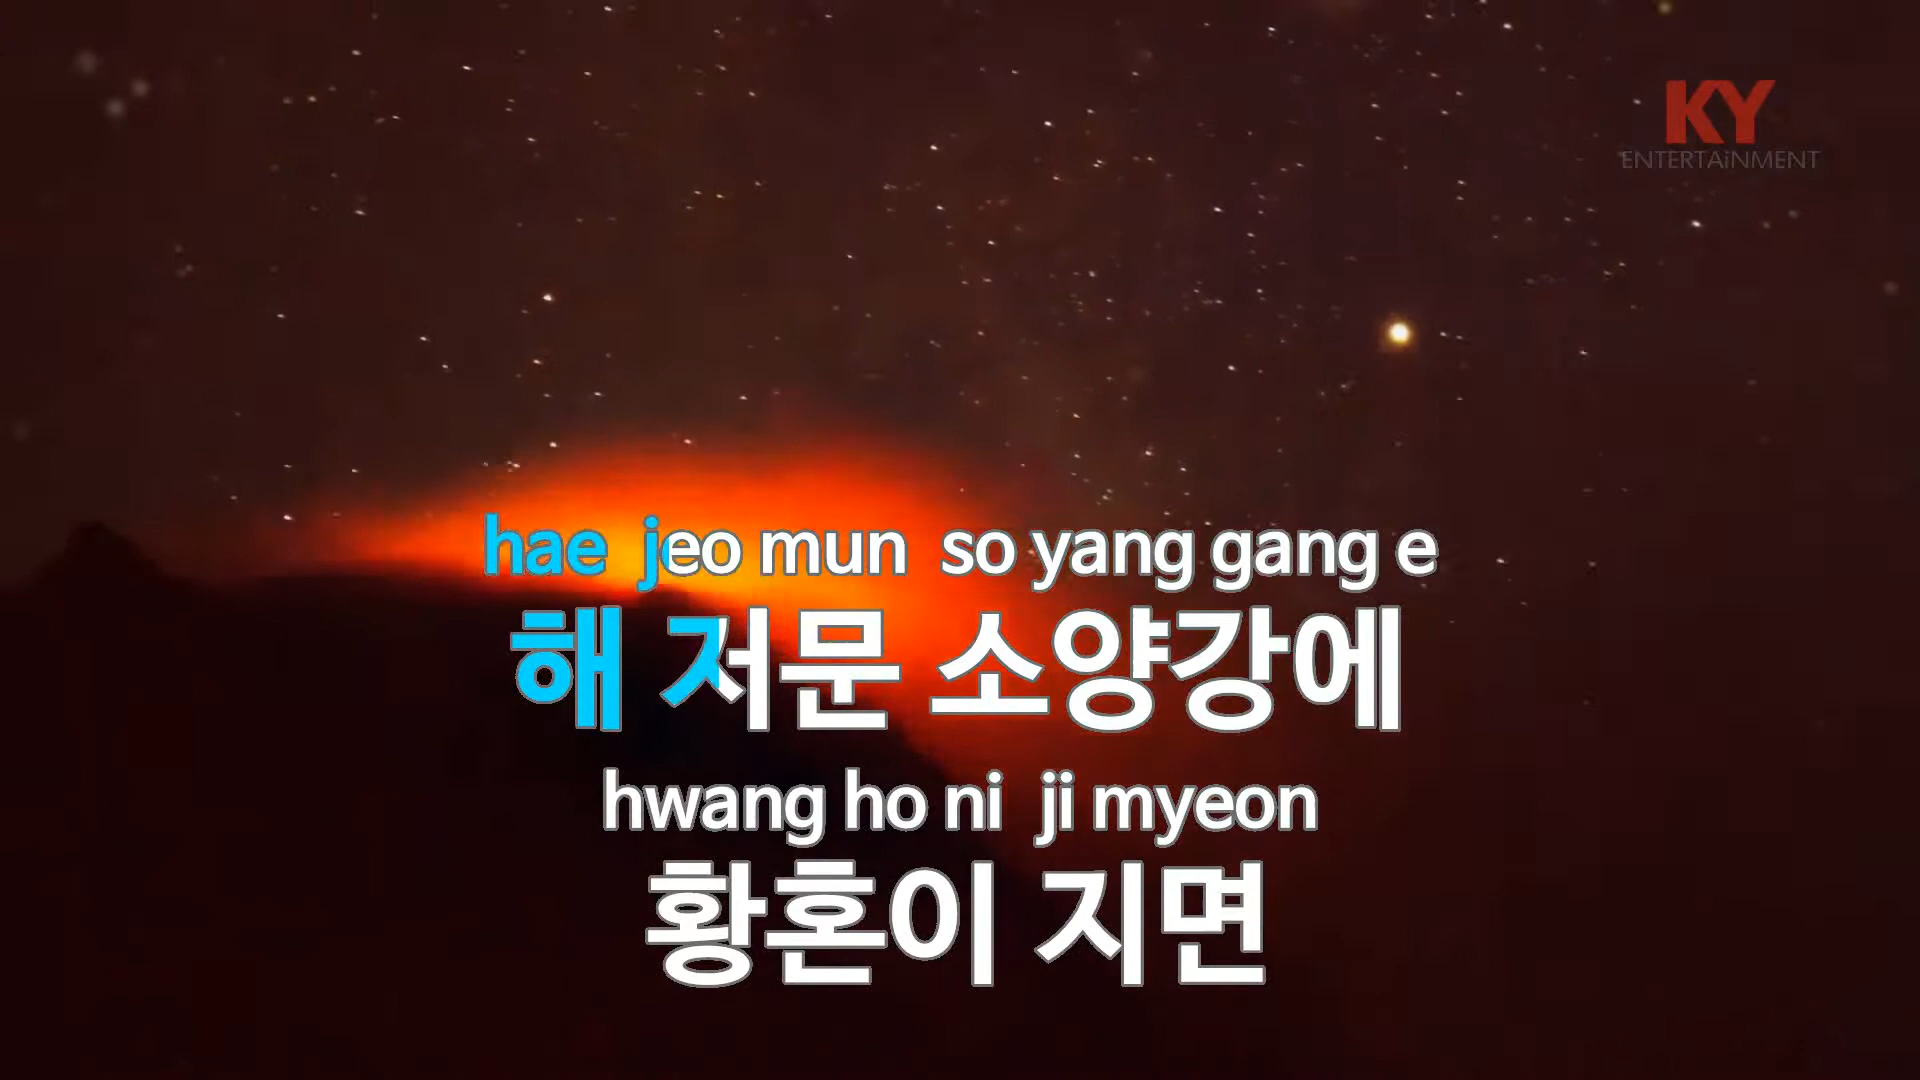 KY
ENTERTAiNMENT
hae jeo mun so yang gang e
해 저문 소양강에
hwang ho ni ji myeon
황혼이 지면